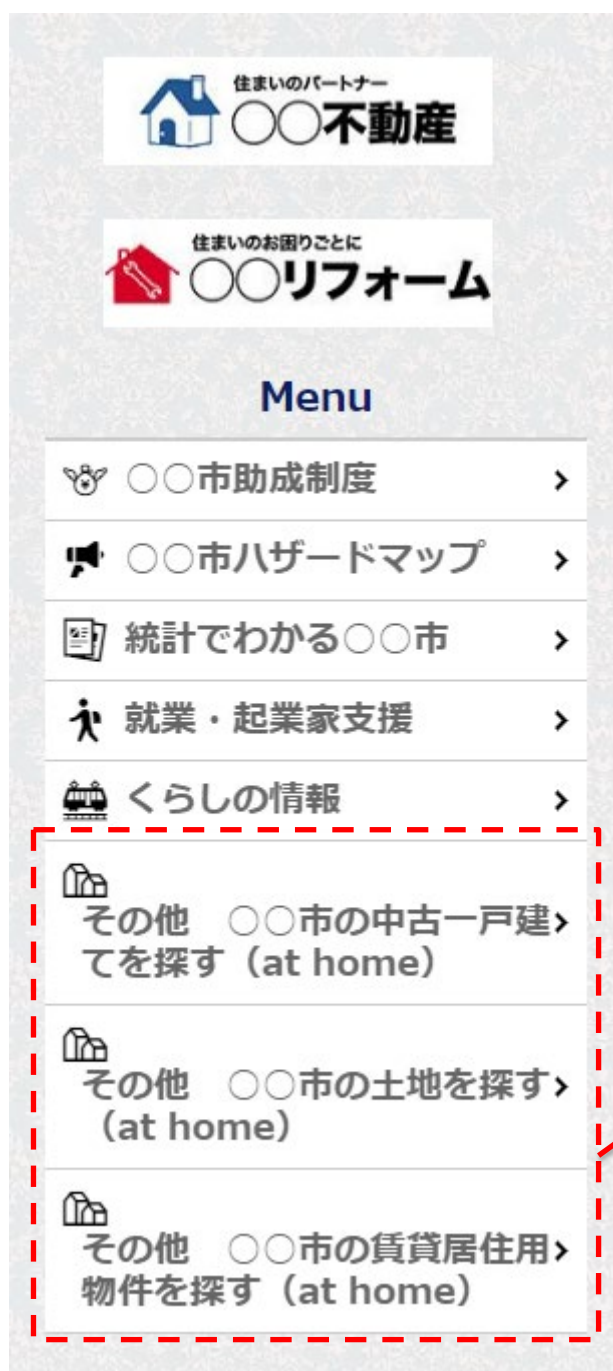 住まいのパートナー
○○不動産
住まいのお困りごとに
○○リフォーム
Menu
○○市助成制度
○○市ハザードマップ
統計でわかる○○市
就業・起業家支援
くらしの情報
その他　○○市の中古一戸建
てを探す（at home）
その他　○○市の土地を探す
（at home）
その他　○○市の賃貸居住用
物件を探す（at home）